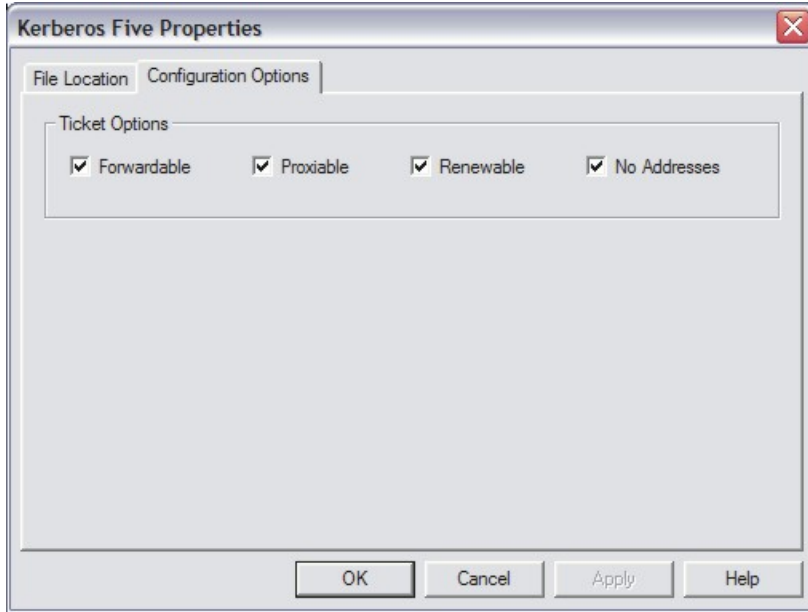 Kerberos Five Properties
File Location Configuration Options
Ticket Options
Forwardable Proxiable Renewable No Addresses
OK Cancel Apply Help